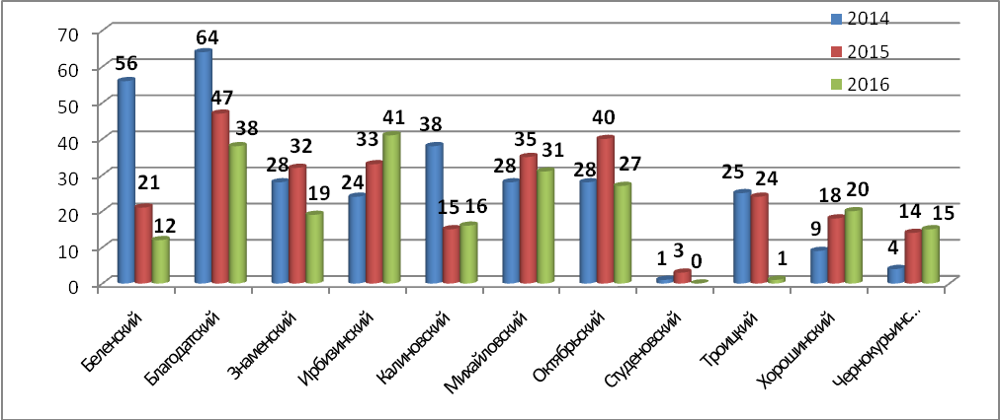 2014
2015
2016
70
60
50
40
30
20
10
0
56 21 12
64 47 38
28 32 19
24 33 41
38 15 16
28 35 31
28 40 27
1 3 0
25 24 1
9 18 20
4 14 15
Беленский
Благодатский
Знаменский
Ирбизинский
Калиновский
Михайловский
Октябрьский
Студеновский
Троицкий
Хорошинский
Чернокурьинс...